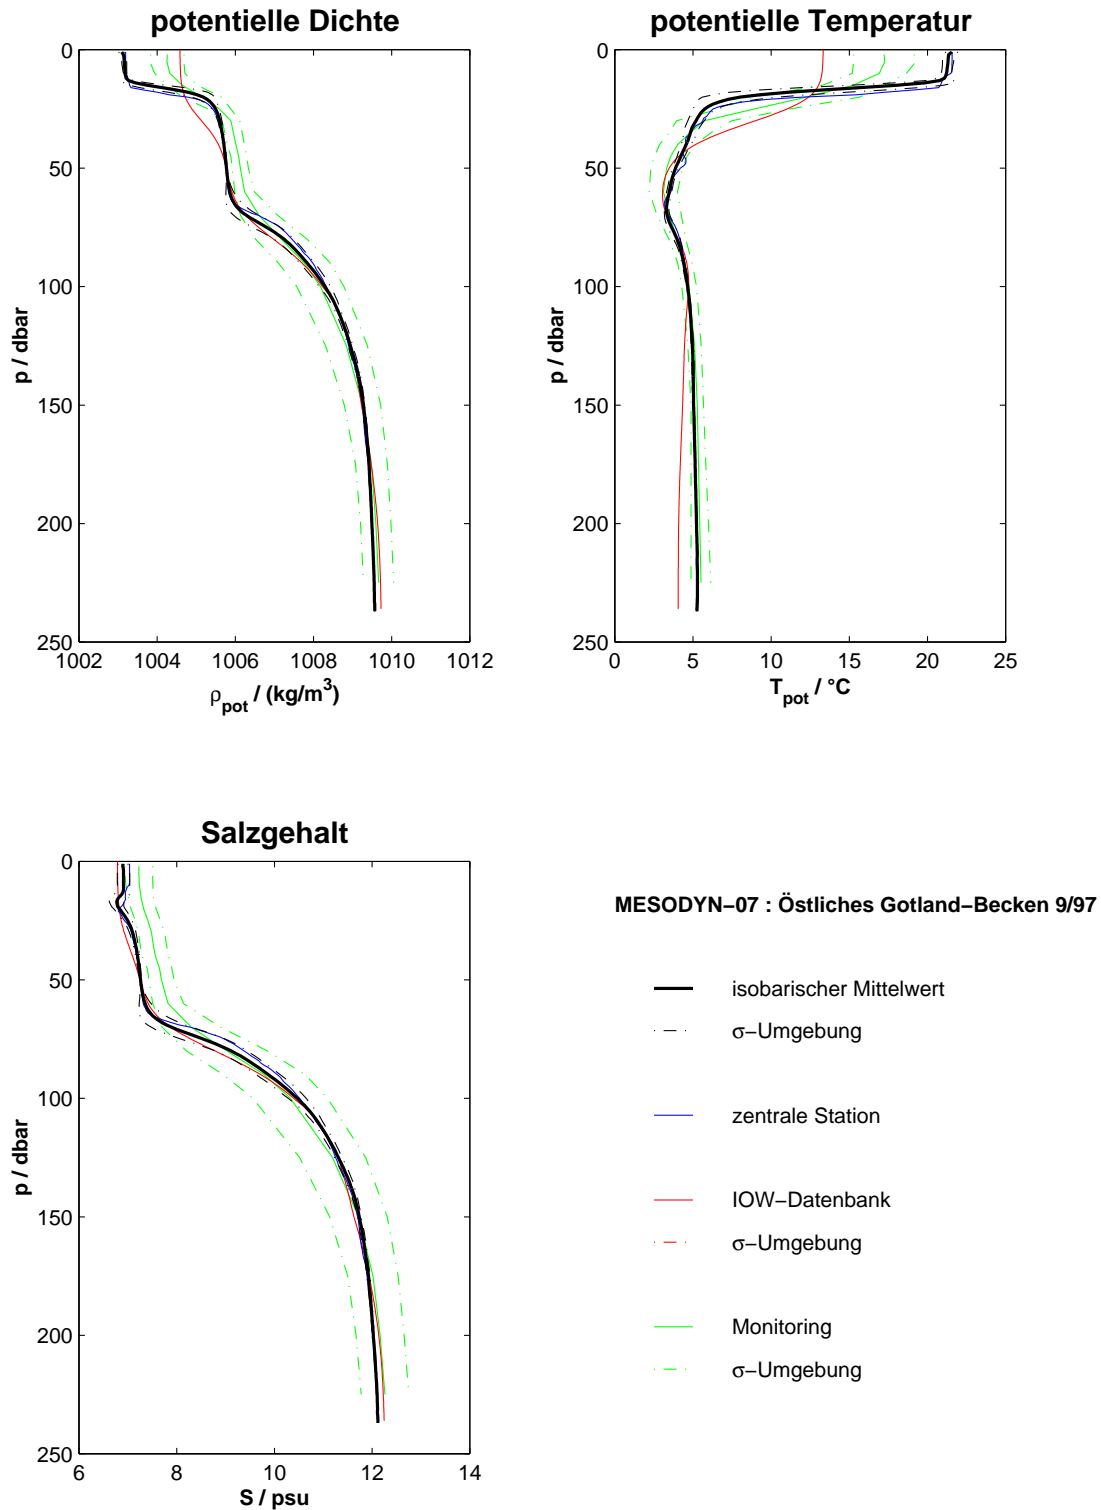 potentielle Dichte
0
50
100
150
200
250
p / dbar
1002 1004 1006 1008 1010 1012
ρpot / (kg/m3)
potentielle Temperatur
0
50
100
150
200
250
p / dbar
0 5 10 15 20 25
Tpot / °C
Salzgehalt
0
50
100
150
200
250
p / dbar
6 8 10 12 14
S / psu
MESODYN−07 : Östliches Gotland−Becken 9/97
isobarischer Mittelwert
σ−Umgebung
zentrale Station
IOW−Datenbank
σ−Umgebung
Monitoring
σ−Umgebung